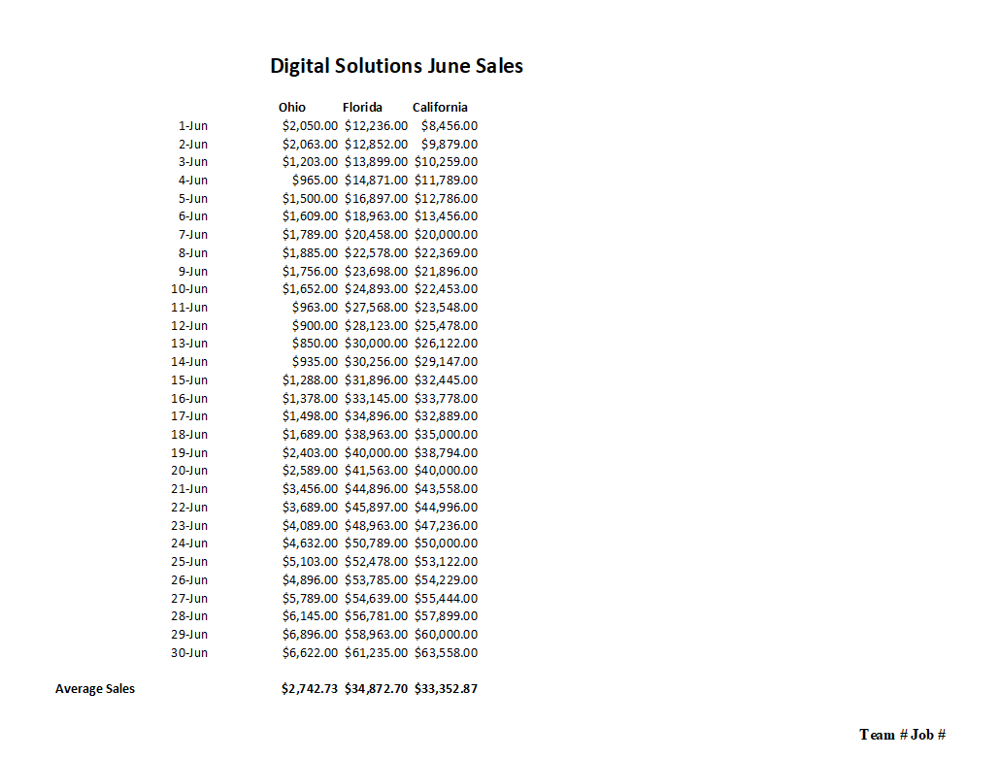 Digital Solutions June Sales
Ohio Florida California
1-Jun $2,050.00 $12,236.00 $8,456.00
2-Jun $2,063.00 $12,852.00 $9,879.00
3-Jun $1,203.00 $13,899.00 $10,259.00
4-Jun $965.00 $14,871.00 $11,789.00
5-Jun $1,500.00 $16,897.00 $12,786.00
6-Jun $1,609.00 $18,963.00 $13,456.00
7-Jun $1,789.00 $20,458.00 $20,000.00
8-Jun $1,885.00 $22,578.00 $22,369.00
9-Jun $1,756.00 $23,698.00 $21,896.00
10-Jun $1,652.00 $24,893.00 $22,453.00
11-Jun $963.00 $27,568.00 $23,548.00
12-Jun $900.00 $28,123.00 $25,478.00
13-Jun $850.00 $30,000.00 $26,122.00
14-Jun $935.00 $30,256.00 $29,147.00
15-Jun $1,288.00 $31,896.00 $32,445.00
16-Jun $1,378.00 $33,145.00 $33,778.00
17-Jun $1,498.00 $34,896.00 $32,889.00
18-Jun $1,689.00 $38,963.00 $35,000.00
19-Jun $2,403.00 $40,000.00 $38,794.00
20-Jun $2,589.00 $41,563.00 $40,000.00
21-Jun $3,456.00 $44,896.00 $43,558.00
22-Jun $3,689.00 $45,897.00 $44,996.00
23-Jun $4,089.00 $48,963.00 $47,236.00
24-Jun $4,632.00 $50,789.00 $50,000.00
25-Jun $5,103.00 $52,478.00 $53,122.00
26-Jun $4,896.00 $53,785.00 $54,229.00
27-Jun $5,789.00 $54,639.00 $55,444.00
28-Jun $6,145.00 $56,781.00 $57,899.00
29-Jun $6,896.00 $58,963.00 $60,000.00
30-Jun $6,622.00 $61,235.00 $63,558.00
Average Sales $2,742.73 $34,872.70 $33,352.87
Team # Job #